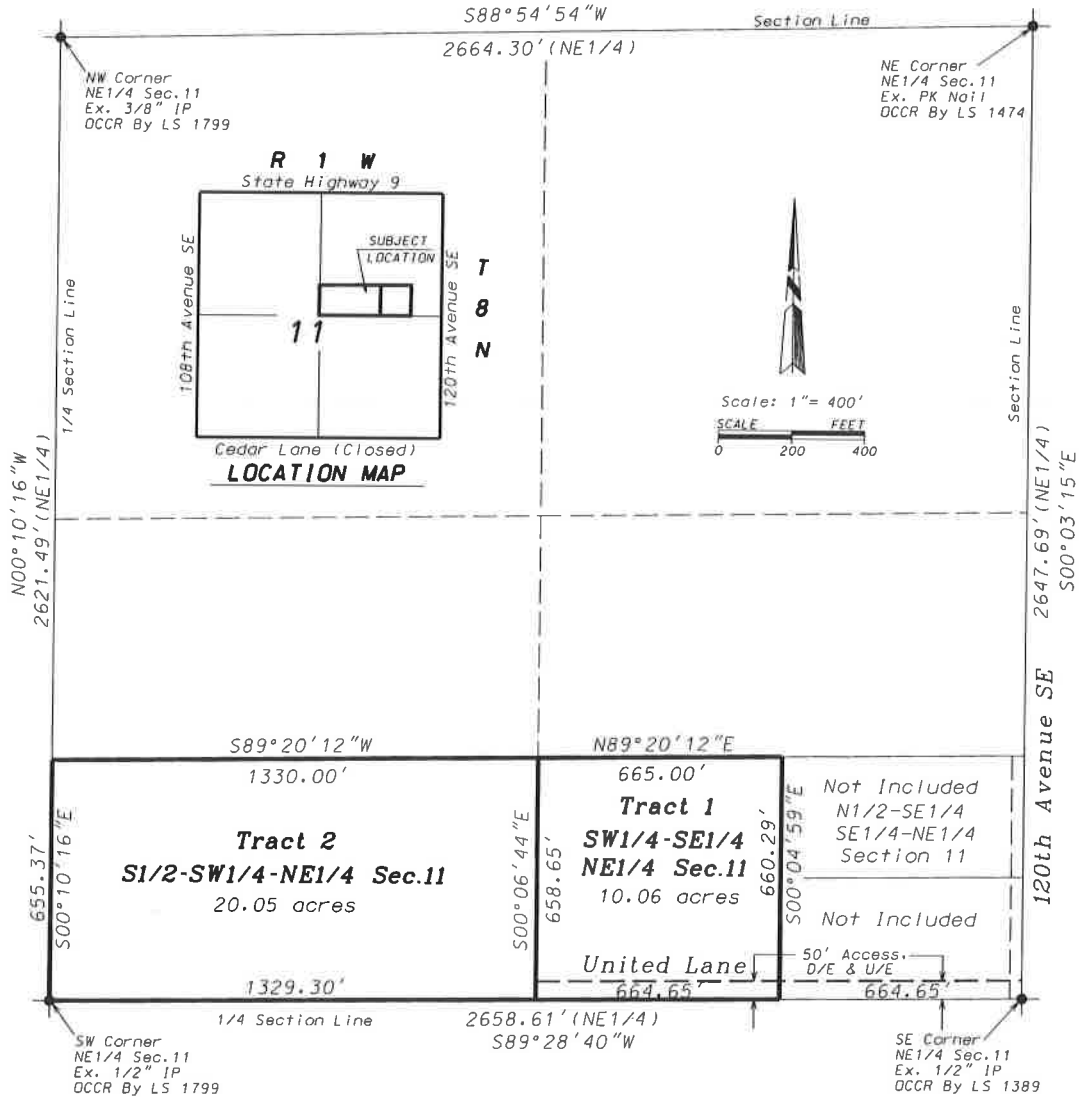 S88°54'54"W
Section Line
2664.30'(NE1/4)
NW Corner
NE1/4 Sec.11
Ex. 3/8" IP
OCCR By LS 1799
NE Corner
NE1/4 Sec.11
Ex. PK Nail
OCCR By LS 1474
R 1 W
State Highway 9
108th Avenue SE
SUBJECT
LOCATION
120th Avenue SE
T
8
N
11
Cedar Lane (Closed)
LOCATION MAP
N
Scale: 1"= 400'
SCALE FEET
0 200 400
1/4 Section Line
Section Line
N00°10'16"W
2621.49'(NE1/4)
2647.69'(NE1/4)
S00°03'15"E
120th Avenue SE
S89°20'12"W
1330.00'
N89°20'12"E
665.00'
655.37'
S00°10'16"E
Tract 2
S1/2-SW1/4-NE1/4 Sec.11
20.05 acres
1329.30'
S00°06'44"E
658.65'
Tract 1
SW1/4-SE1/4
NE1/4 Sec.11
10.06 acres
660.29'
S00°04'59"E
Not Included
N1/2-SE1/4
SE1/4-NE1/4
Section 11
Not Included
United Lane
50' Access.
D/E & U/E
664.65'
664.65'
1/4 Section Line
2658.61'(NE1/4)
S89°28'40"W
SW Corner
NE1/4 Sec.11
Ex. 1/2" IP
OCCR By LS 1799
SE Corner
NE1/4 Sec.11
Ex. 1/2" IP
OCCR By LS 1389